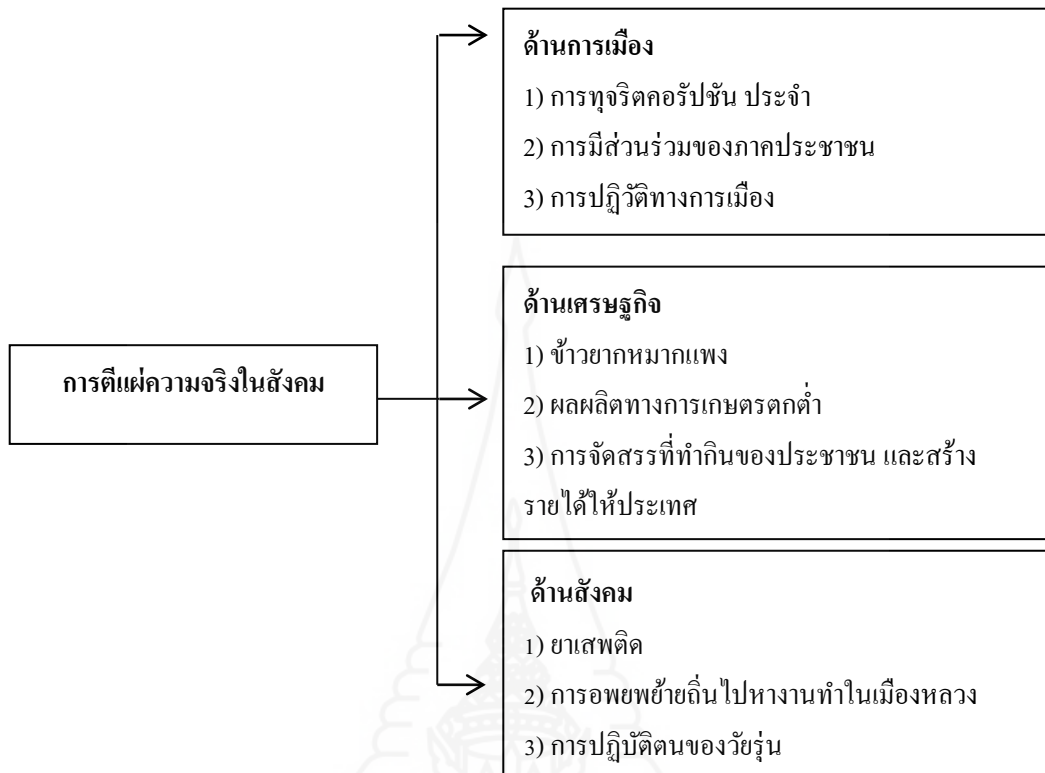 ด้านการเมือง
1) การทุจริตคอรัปชัน ประจำ
2) การมีส่วนร่วมของภาคประชาชน
3) การปฏิวัติทางการเมือง
ด้านเศรษฐกิจ
1) ข้าวยากหมากแพง
2) ผลผลิตทางการเกษตรตกต่ำ
3) การจัดสรรที่ทำกินของประชาชน และสร้าง
รายได้ให้ประเทศ
การตีแผ่ความจริงในสังคม
ด้านสังคม
1) ยาเสพติด
2) การอพยพย้ายถิ่นไปหางานทำในเมืองหลวง
3) การปฏิบัติตนของวัยรุ่น